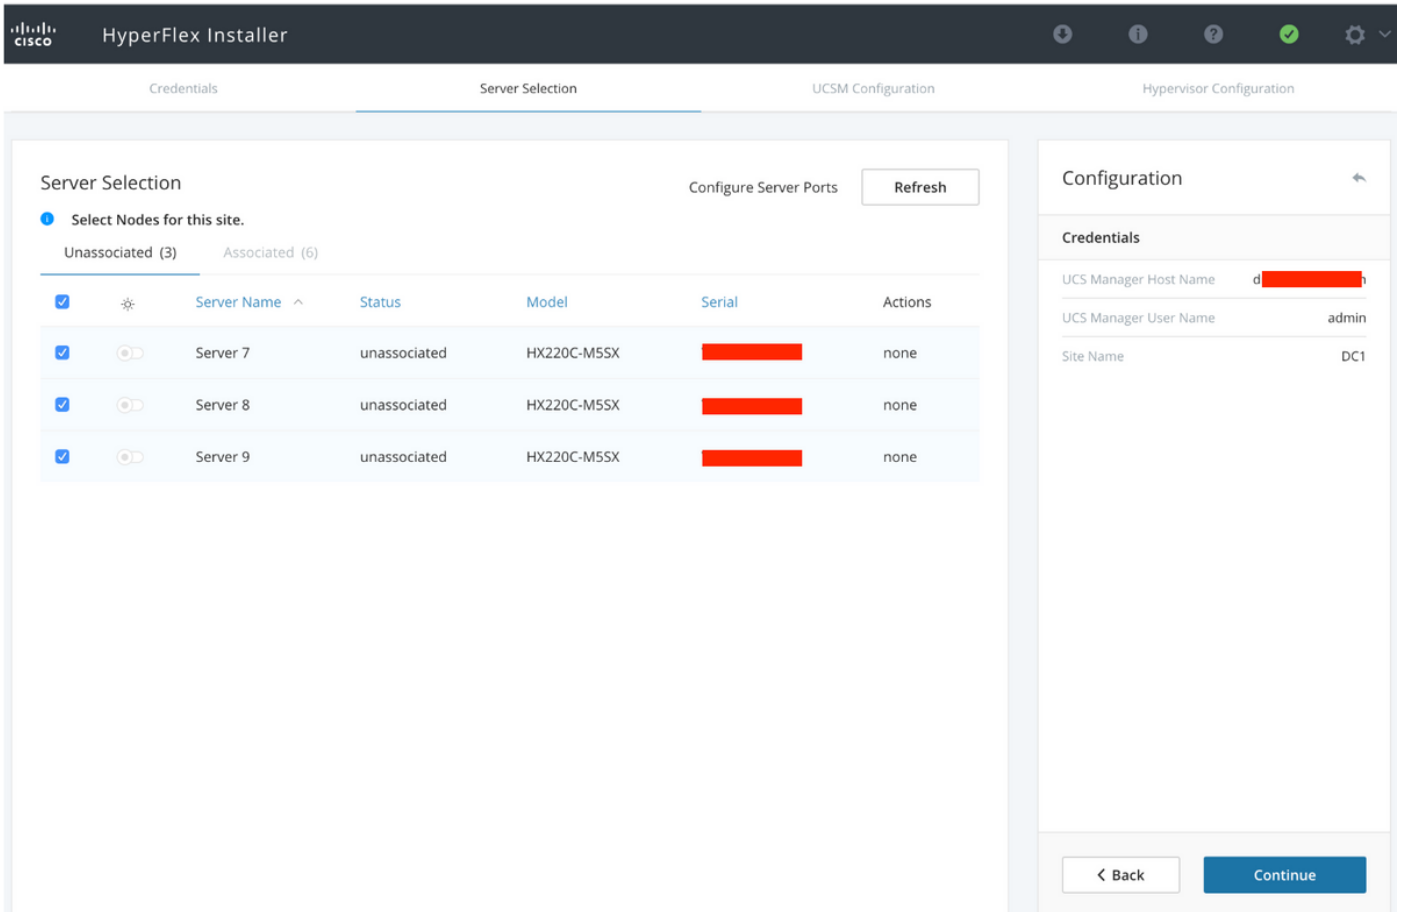 CISCO HyperFlex Installer
Credentials Server Selection UCSM Configuration Hypervisor Configuration
Server Selection
Configure Server Ports Refresh
Select Nodes for this site.
Unassociated (3) Associated (6)
Server Name Status Model Serial Actions
Server 7 unassociated HX220C-M5SX none
Server 8 unassociated HX220C-M5SX none
Server 9 unassociated HX220C-M5SX none
Configuration
Credentials
UCS Manager Host Name d
UCS Manager User Name admin
Site Name DC1
Back Continue